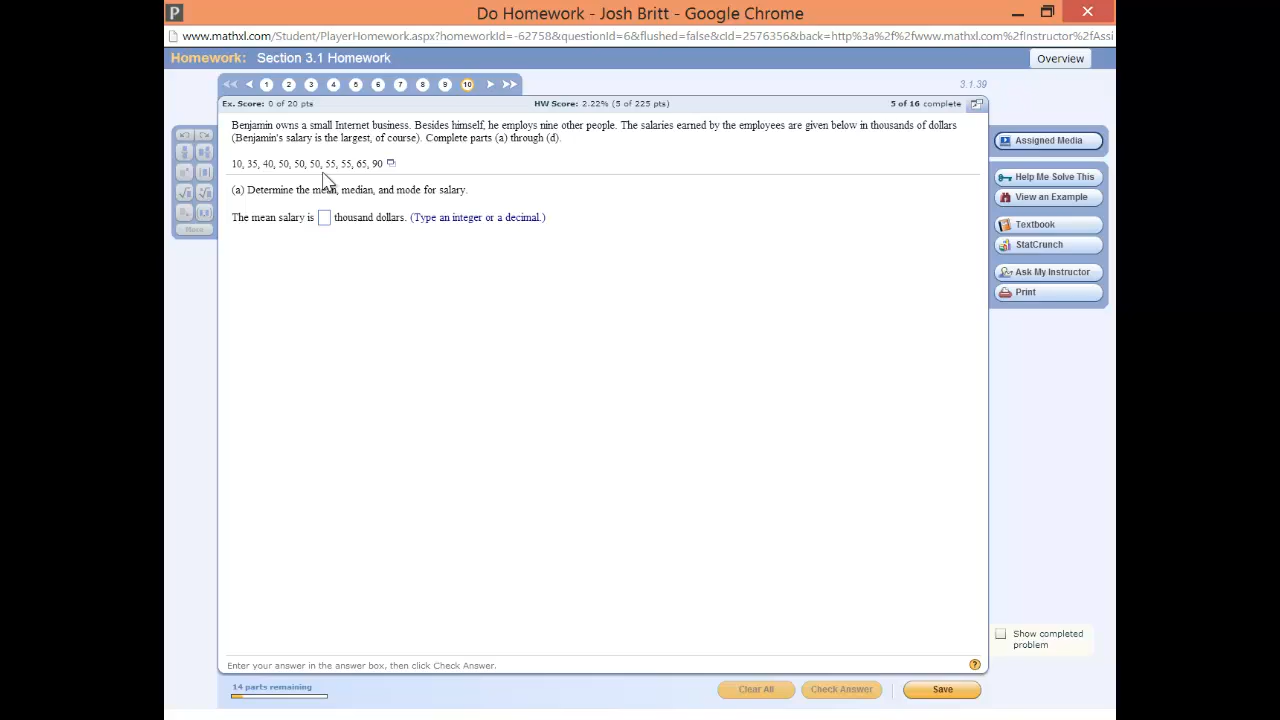 P
Do Homework - Josh Britt - Google Chrome
www.mathxl.com/Student/PlayerHomework.aspx?homeworkId=-62758&questionId=6&flushed=false&cId=2576356&back=http%3a%2f%2fwww.mathxl.com%2fInstructor%2fAssi
Homework: Section 3.1 Homework
Overview
1 2 3 4 5 6 7 8 9 10
3.1.39
Ex. Score: 0 of 20 pts
HW Score: 2.22% (5 of 225 pts)
5 of 16 complete
Benjamin owns a small Internet business. Besides himself, he employs nine other people. The salaries earned by the employees are given below in thousands of dollars
(Benjamin's salary is the largest, of course). Complete parts (a) through (d).
10, 35, 40, 50, 50, 50, 55, 55, 65, 90
(a) Determine the mean, median, and mode for salary.
The mean salary is thousand dollars. (Type an integer or a decimal.)
More
Assigned Media
Help Me Solve This
View an Example
Textbook
StatCrunch
Ask My Instructor
Print
Show completed
problem
Enter your answer in the answer box, then click Check Answer.
?
14 parts remaining
Clear All
Check Answer
Save